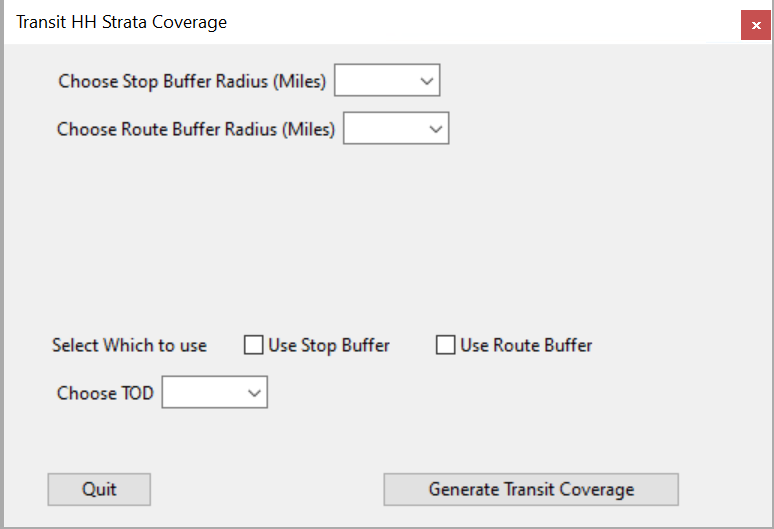 Transit HH Strata Coverage
Choose Stop Buffer Radius (Miles)
Choose Route Buffer Radius (Miles)
Select Which to use Use Stop Buffer Use Route Buffer
Choose TOD
Quit Generate Transit Coverage